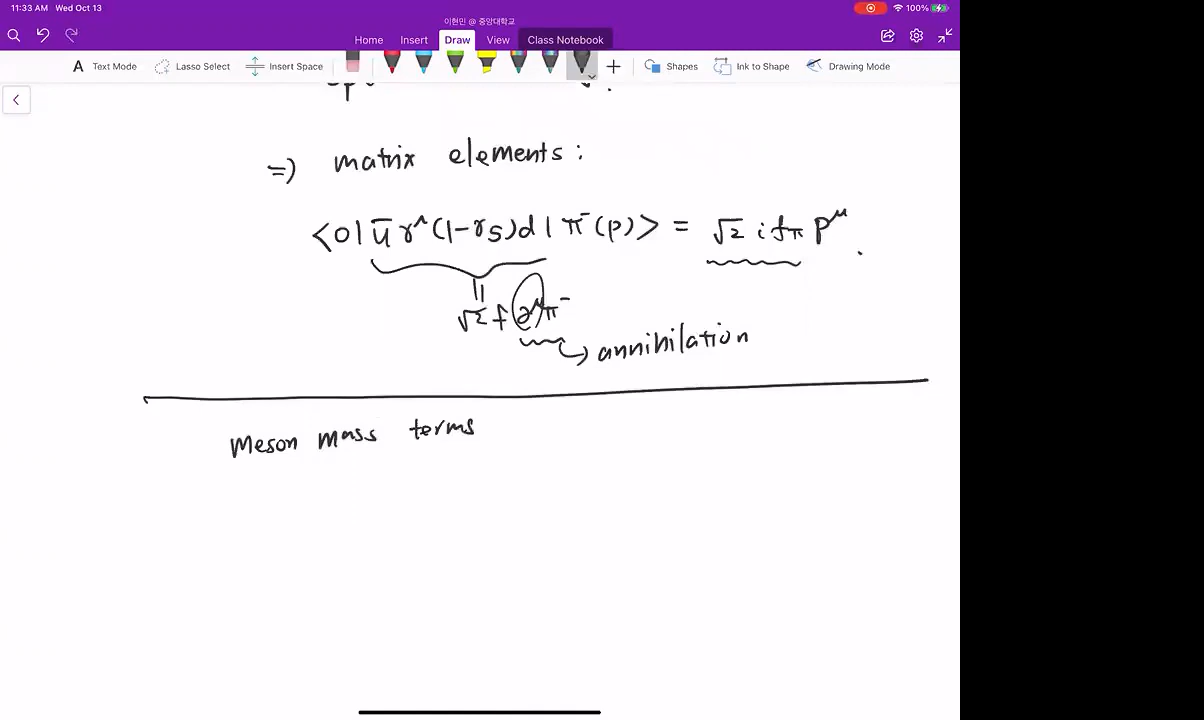 11:33 AM Wed Oct 13
100%
이현민 @ 중앙대학교
Home Insert Draw View Class Notebook
Text Mode Lasso Select Insert Space Shapes Ink to Shape Drawing Mode
=) matrix elements:
<0| ū γ^μ (1-γ5) d | π^- (p)> = √2 i fπ p^μ.
||
√2 f ∂^μ π^-
annihilation
Meson mass terms